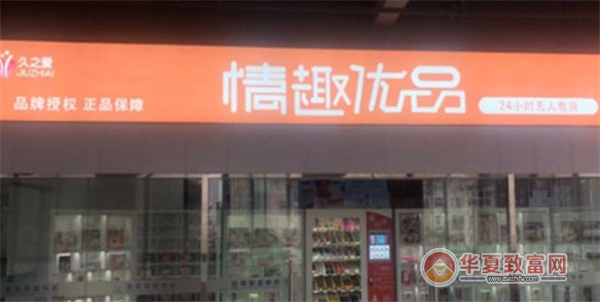 久之爱
JIUZHIAI
品牌授权 正品保障
情趣优品
24小时无人售货
华夏致富网